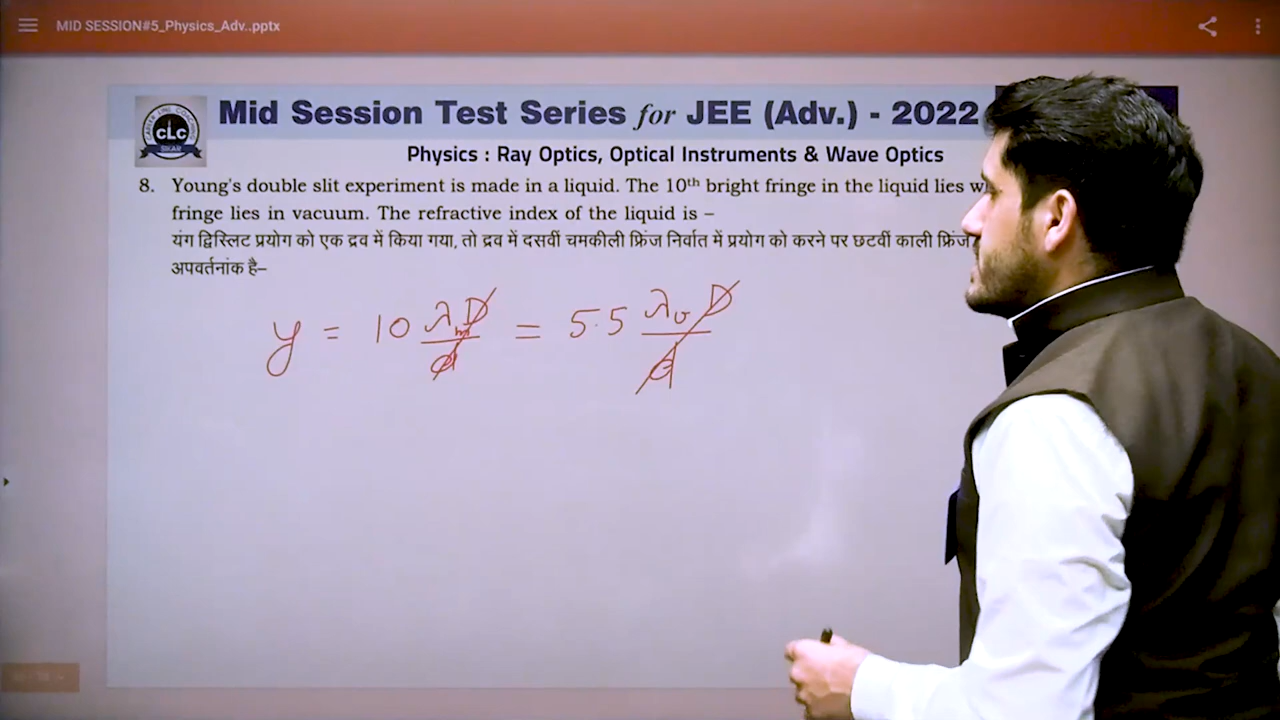 MID SESSION#5_Physics_Adv..pptx
CLC
SIKAR
Mid Session Test Series for JEE (Adv.) - 2022
Physics : Ray Optics, Optical Instruments & Wave Optics
8. Young's double slit experiment is made in a liquid. The 10th bright fringe in the liquid lies
fringe lies in vacuum. The refractive index of the liquid is –
यंग द्विस्लिट प्रयोग को एक द्रव में किया गया, तो द्रव में दसवीं चमकीली फ्रिंज निर्वात में प्रयोग को करने पर छटवीं काली फ्रिंज
अपवर्तनांक है–
y = 10 λm D / d = 5.5 λv D / d